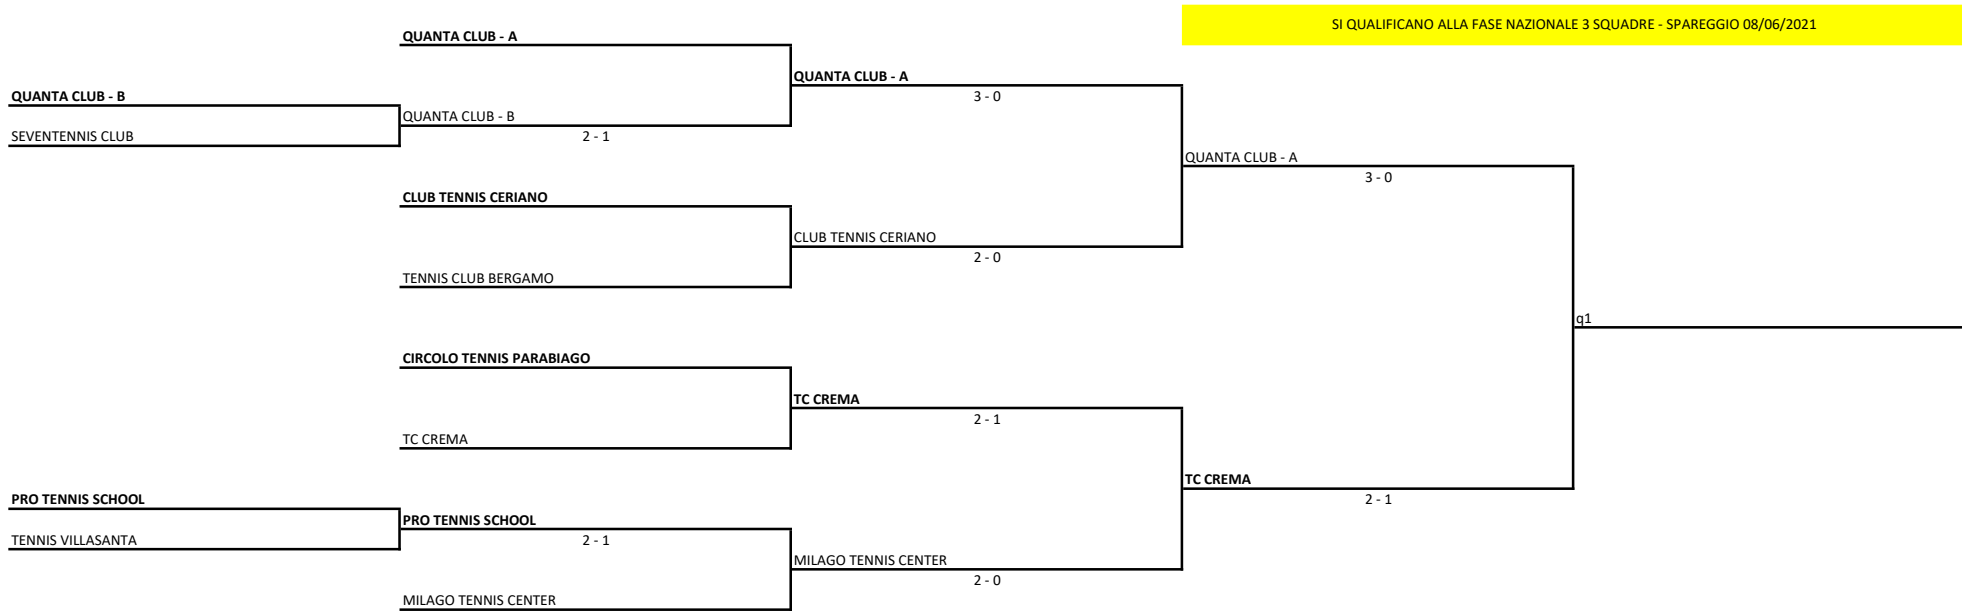 SI QUALIFICANO ALLA FASE NAZIONALE 3 SQUADRE - SPAREGGIO 08/06/2021
QUANTA CLUB - A
QUANTA CLUB - A
3 - 0
QUANTA CLUB - B
QUANTA CLUB - B
2 - 1
SEVENTENNIS CLUB
QUANTA CLUB - A
3 - 0
CLUB TENNIS CERIANO
CLUB TENNIS CERIANO
2 - 0
TENNIS CLUB BERGAMO
q1
CIRCOLO TENNIS PARABIAGO
TC CREMA
2 - 1
TC CREMA
TC CREMA
2 - 1
PRO TENNIS SCHOOL
PRO TENNIS SCHOOL
2 - 1
TENNIS VILLASANTA
MILAGO TENNIS CENTER
2 - 0
MILAGO TENNIS CENTER